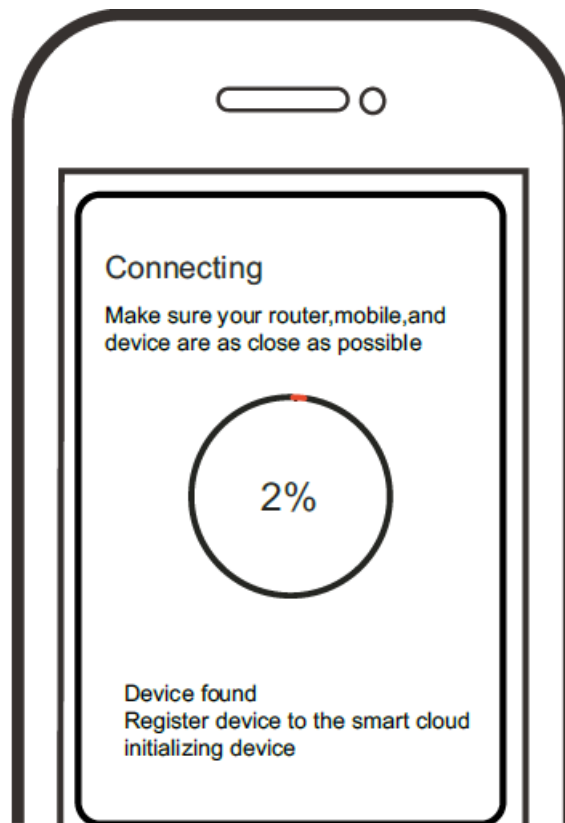 Connecting
Make sure your router,mobile,and
device are as close as possible
2%
Device found
Register device to the smart cloud
initializing device